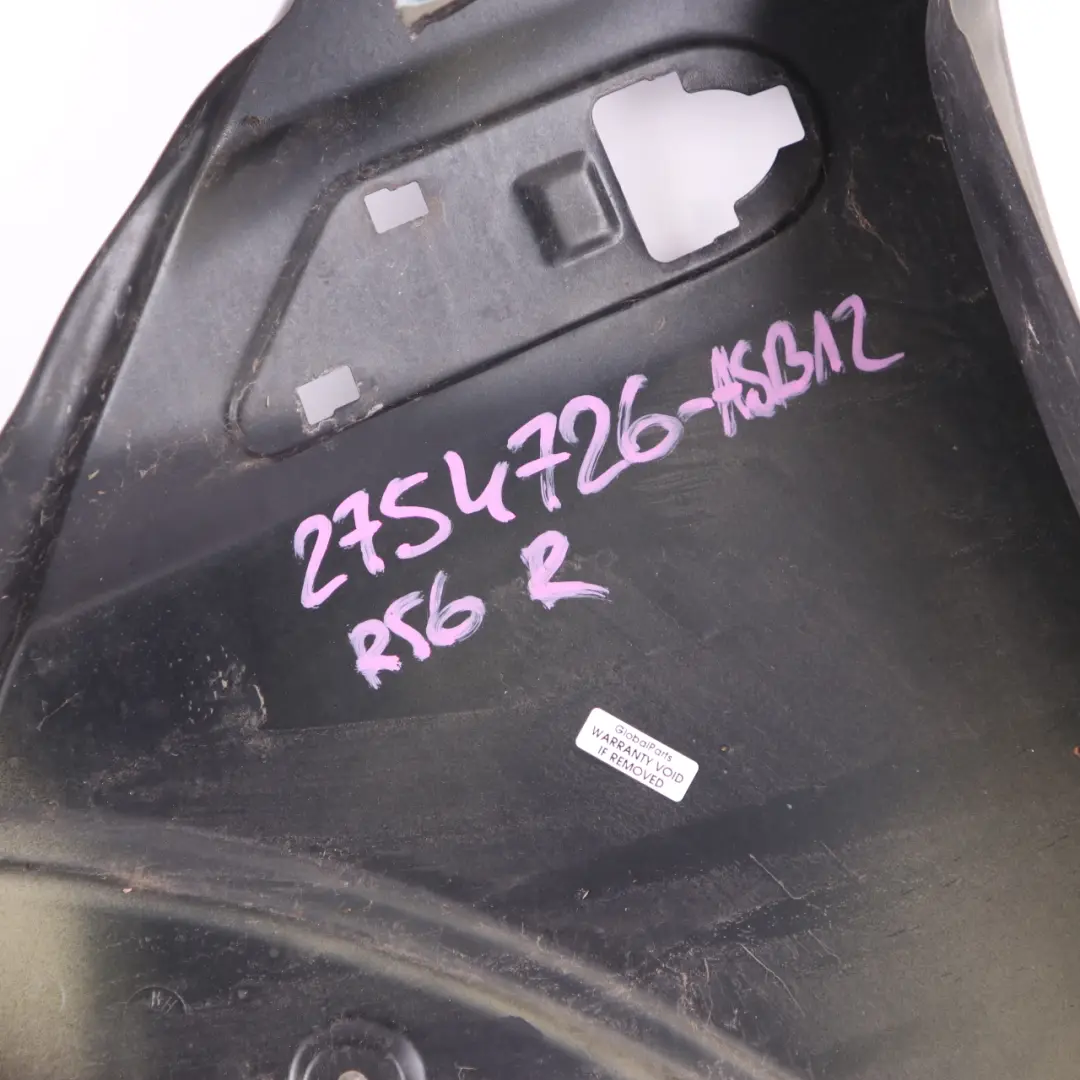 2754726-ASB12
R56 R
GlobalParts
WARRANTY VOID
IF REMOVED